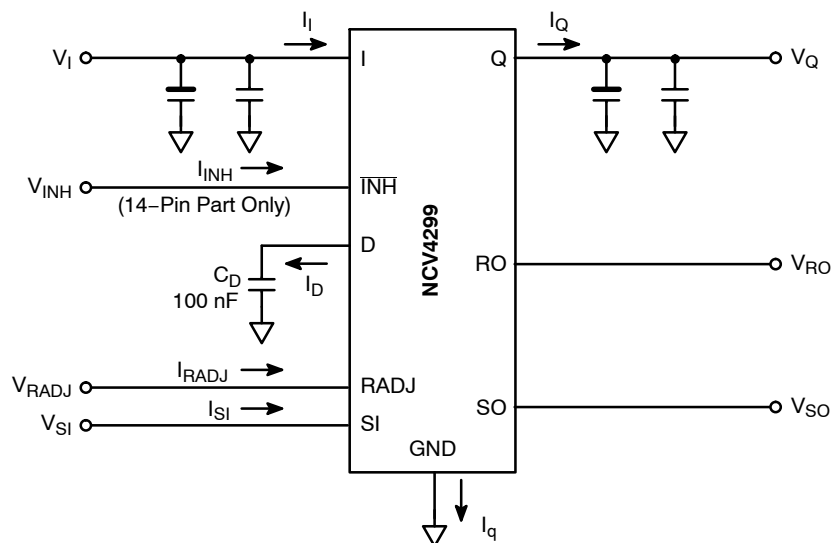 I_I
I_Q
V_I
I
Q
V_Q
I_INH
V_INH
I̅N̅H̅
(14−Pin Part Only)
NCV4299
D
C_D
100 nF
I_D
RO
V_RO
I_RADJ
V_RADJ
RADJ
I_SI
V_SI
SI
SO
V_SO
GND
I_q